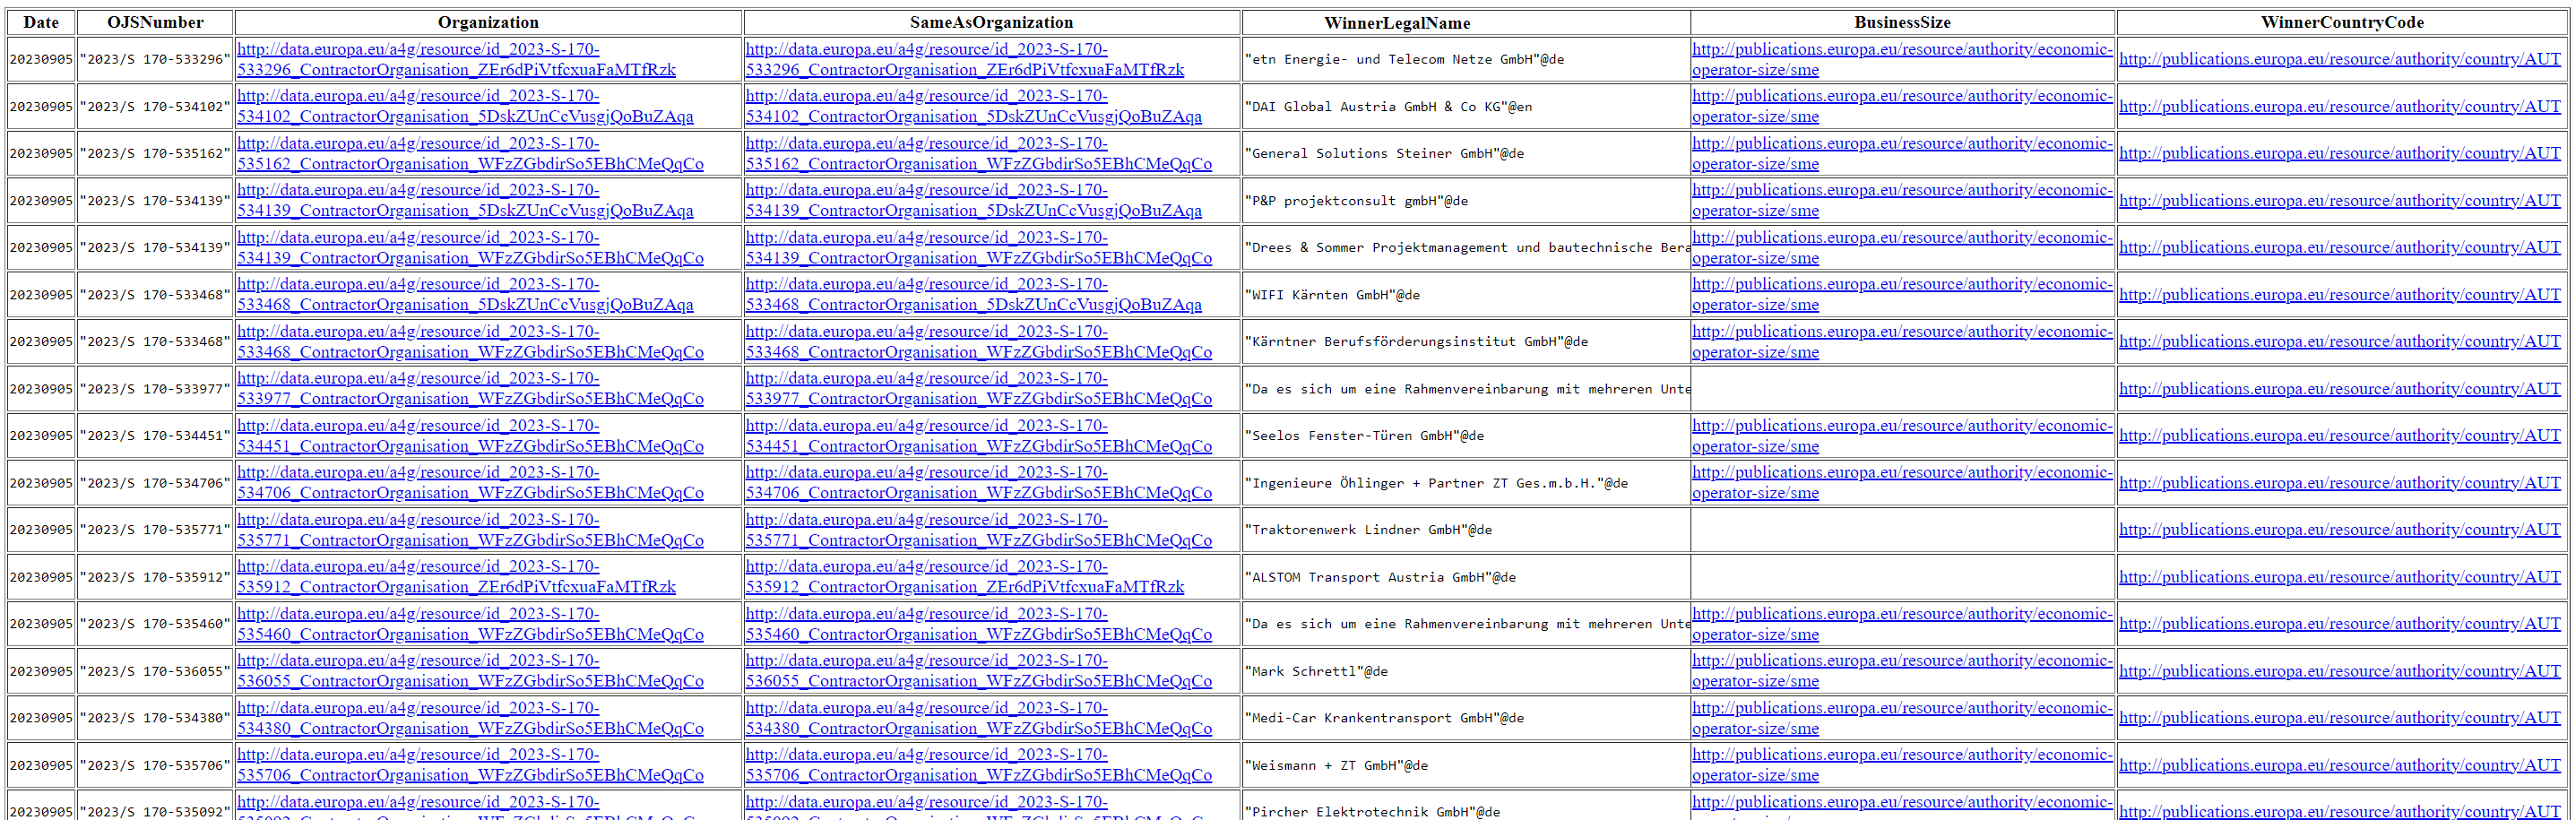 Date OJSNumber Organization SameAsOrganization WinnerLegalName BusinessSize WinnerCountryCode
http://data.europa.eu/a4g/resource/id_2023-S-170- http://data.europa.eu/a4g/resource/id_2023-S-170- http://publications.europa.eu/resource/authority/economic-
20230905 "2023/S 170-533296" "etn Energie- und Telecom Netze GmbH"@de http://publications.europa.eu/resource/authority/country/AUT
533296_ContractorOrganisation_ZEr6dPiVtfcxuaFaMTfRzk 533296_ContractorOrganisation_ZEr6dPiVtfcxuaFaMTfRzk operator-size/sme
http://data.europa.eu/a4g/resource/id_2023-S-170- http://data.europa.eu/a4g/resource/id_2023-S-170- http://publications.europa.eu/resource/authority/economic-
20230905 "2023/S 170-534102" "DAI Global Austria GmbH & Co KG"@en http://publications.europa.eu/resource/authority/country/AUT
534102_ContractorOrganisation_5DskZUnCcVusgjQoBuZAqa 534102_ContractorOrganisation_5DskZUnCcVusgjQoBuZAqa operator-size/sme
http://data.europa.eu/a4g/resource/id_2023-S-170- http://data.europa.eu/a4g/resource/id_2023-S-170- http://publications.europa.eu/resource/authority/economic-
20230905 "2023/S 170-535162" "General Solutions Steiner GmbH"@de http://publications.europa.eu/resource/authority/country/AUT
535162_ContractorOrganisation_WFzZGbdirSo5EBhCMeQqCo 535162_ContractorOrganisation_WFzZGbdirSo5EBhCMeQqCo operator-size/sme
http://data.europa.eu/a4g/resource/id_2023-S-170- http://data.europa.eu/a4g/resource/id_2023-S-170- http://publications.europa.eu/resource/authority/economic-
20230905 "2023/S 170-534139" "P&P projektconsult gmbH"@de http://publications.europa.eu/resource/authority/country/AUT
534139_ContractorOrganisation_5DskZUnCcVusgjQoBuZAqa 534139_ContractorOrganisation_5DskZUnCcVusgjQoBuZAqa operator-size/sme
http://data.europa.eu/a4g/resource/id_2023-S-170- http://data.europa.eu/a4g/resource/id_2023-S-170- http://publications.europa.eu/resource/authority/economic-
20230905 "2023/S 170-534139" "Drees & Sommer Projektmanagement und bautechnische Bera http://publications.europa.eu/resource/authority/country/AUT
534139_ContractorOrganisation_WFzZGbdirSo5EBhCMeQqCo 534139_ContractorOrganisation_WFzZGbdirSo5EBhCMeQqCo operator-size/sme
http://data.europa.eu/a4g/resource/id_2023-S-170- http://data.europa.eu/a4g/resource/id_2023-S-170- http://publications.europa.eu/resource/authority/economic-
20230905 "2023/S 170-533468" "WIFI Kärnten GmbH"@de http://publications.europa.eu/resource/authority/country/AUT
533468_ContractorOrganisation_5DskZUnCcVusgjQoBuZAqa 533468_ContractorOrganisation_5DskZUnCcVusgjQoBuZAqa operator-size/sme
http://data.europa.eu/a4g/resource/id_2023-S-170- http://data.europa.eu/a4g/resource/id_2023-S-170- http://publications.europa.eu/resource/authority/economic-
20230905 "2023/S 170-533468" "Kärntner Berufsförderungsinstitut GmbH"@de http://publications.europa.eu/resource/authority/country/AUT
533468_ContractorOrganisation_WFzZGbdirSo5EBhCMeQqCo 533468_ContractorOrganisation_WFzZGbdirSo5EBhCMeQqCo operator-size/sme
http://data.europa.eu/a4g/resource/id_2023-S-170- http://data.europa.eu/a4g/resource/id_2023-S-170-
20230905 "2023/S 170-533977" "Da es sich um eine Rahmenvereinbarung mit mehreren Unte http://publications.europa.eu/resource/authority/country/AUT
533977_ContractorOrganisation_WFzZGbdirSo5EBhCMeQqCo 533977_ContractorOrganisation_WFzZGbdirSo5EBhCMeQqCo
http://data.europa.eu/a4g/resource/id_2023-S-170- http://data.europa.eu/a4g/resource/id_2023-S-170- http://publications.europa.eu/resource/authority/economic-
20230905 "2023/S 170-534451" "Seelos Fenster-Türen GmbH"@de http://publications.europa.eu/resource/authority/country/AUT
534451_ContractorOrganisation_WFzZGbdirSo5EBhCMeQqCo 534451_ContractorOrganisation_WFzZGbdirSo5EBhCMeQqCo operator-size/sme
http://data.europa.eu/a4g/resource/id_2023-S-170- http://data.europa.eu/a4g/resource/id_2023-S-170- http://publications.europa.eu/resource/authority/economic-
20230905 "2023/S 170-534706" "Ingenieure Öhlinger + Partner ZT Ges.m.b.H."@de http://publications.europa.eu/resource/authority/country/AUT
534706_ContractorOrganisation_WFzZGbdirSo5EBhCMeQqCo 534706_ContractorOrganisation_WFzZGbdirSo5EBhCMeQqCo operator-size/sme
http://data.europa.eu/a4g/resource/id_2023-S-170- http://data.europa.eu/a4g/resource/id_2023-S-170-
20230905 "2023/S 170-535771" "Traktorenwerk Lindner GmbH"@de http://publications.europa.eu/resource/authority/country/AUT
535771_ContractorOrganisation_WFzZGbdirSo5EBhCMeQqCo 535771_ContractorOrganisation_WFzZGbdirSo5EBhCMeQqCo
http://data.europa.eu/a4g/resource/id_2023-S-170- http://data.europa.eu/a4g/resource/id_2023-S-170-
20230905 "2023/S 170-535912" "ALSTOM Transport Austria GmbH"@de http://publications.europa.eu/resource/authority/country/AUT
535912_ContractorOrganisation_ZEr6dPiVtfcxuaFaMTfRzk 535912_ContractorOrganisation_ZEr6dPiVtfcxuaFaMTfRzk
http://data.europa.eu/a4g/resource/id_2023-S-170- http://data.europa.eu/a4g/resource/id_2023-S-170- http://publications.europa.eu/resource/authority/economic-
20230905 "2023/S 170-535460" "Da es sich um eine Rahmenvereinbarung mit mehreren Unte http://publications.europa.eu/resource/authority/country/AUT
535460_ContractorOrganisation_WFzZGbdirSo5EBhCMeQqCo 535460_ContractorOrganisation_WFzZGbdirSo5EBhCMeQqCo operator-size/sme
http://data.europa.eu/a4g/resource/id_2023-S-170- http://data.europa.eu/a4g/resource/id_2023-S-170- http://publications.europa.eu/resource/authority/economic-
20230905 "2023/S 170-536055" "Mark Schrettl"@de http://publications.europa.eu/resource/authority/country/AUT
536055_ContractorOrganisation_WFzZGbdirSo5EBhCMeQqCo 536055_ContractorOrganisation_WFzZGbdirSo5EBhCMeQqCo operator-size/sme
http://data.europa.eu/a4g/resource/id_2023-S-170- http://data.europa.eu/a4g/resource/id_2023-S-170- http://publications.europa.eu/resource/authority/economic-
20230905 "2023/S 170-534380" "Medi-Car Krankentransport GmbH"@de http://publications.europa.eu/resource/authority/country/AUT
534380_ContractorOrganisation_WFzZGbdirSo5EBhCMeQqCo 534380_ContractorOrganisation_WFzZGbdirSo5EBhCMeQqCo operator-size/sme
http://data.europa.eu/a4g/resource/id_2023-S-170- http://data.europa.eu/a4g/resource/id_2023-S-170- http://publications.europa.eu/resource/authority/economic-
20230905 "2023/S 170-535706" "Weismann + ZT GmbH"@de http://publications.europa.eu/resource/authority/country/AUT
535706_ContractorOrganisation_WFzZGbdirSo5EBhCMeQqCo 535706_ContractorOrganisation_WFzZGbdirSo5EBhCMeQqCo operator-size/sme
http://data.europa.eu/a4g/resource/id_2023-S-170- http://data.europa.eu/a4g/resource/id_2023-S-170- http://publications.europa.eu/resource/authority/economic-
20230905 "2023/S 170-535092" "Pircher Elektrotechnik GmbH"@de http://publications.europa.eu/resource/authority/country/AUT